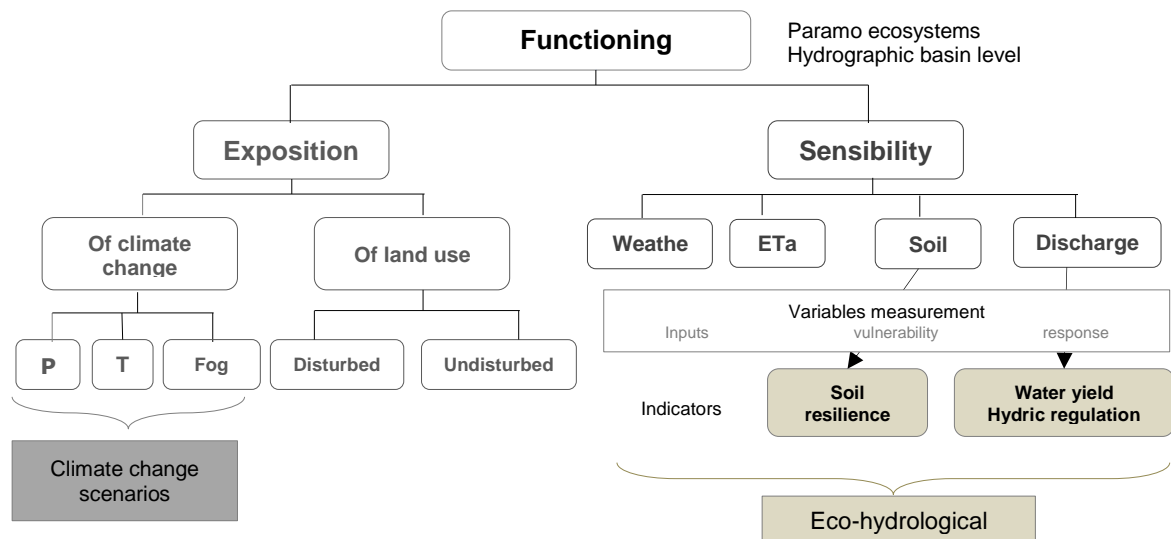 Functioning
Paramo ecosystems
Hydrographic basin level
Exposition
Sensibility
Of climate
change
Of land use
Weathe
ETa
Soil
Discharge
Variables measurement
Inputs
vulnerability
response
P
T
Fog
Disturbed
Undisturbed
Indicators
Soil
resilience
Water yield
Hydric regulation
Climate change
scenarios
Eco-hydrological